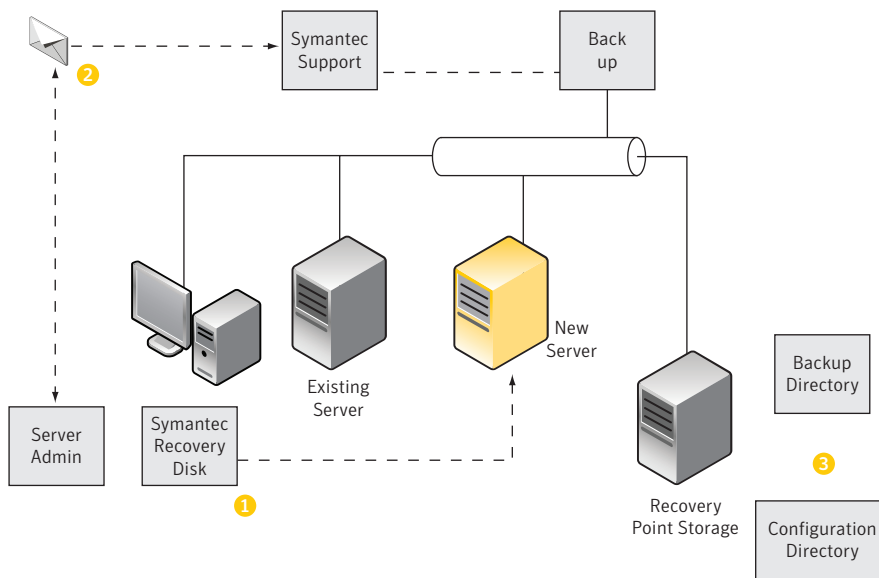 Symantec
Support
Back
up
2
New
Server
Existing
Server
Backup
Directory
Server
Admin
Symantec
Recovery
Disk
1
3
Recovery
Point Storage
Configuration
Directory